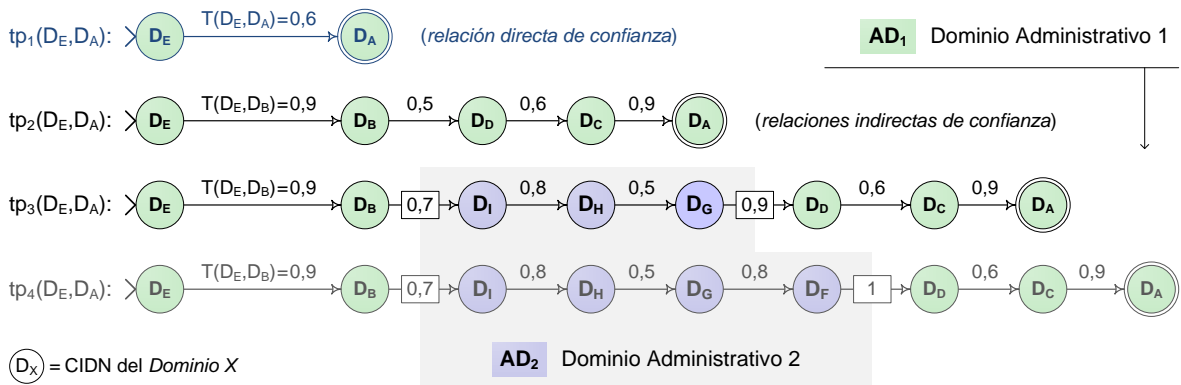 tp1(DE,DA): DE T(DE,DA)=0,6 DA (relación directa de confianza) AD1 Dominio Administrativo 1
tp2(DE,DA): DE T(DE,DB)=0,9 DB 0,5 DD 0,6 DC 0,9 DA (relaciones indirectas de confianza)
tp3(DE,DA): DE T(DE,DB)=0,9 DB 0,7 DI 0,8 DH 0,5 DG 0,9 DD 0,6 DC 0,9 DA
tp4(DE,DA): DE T(DE,DB)=0,9 DB 0,7 DI 0,8 DH 0,5 DG 0,8 DF 1 DD 0,6 DC 0,9 DA
DX = CIDN del Dominio X AD2 Dominio Administrativo 2